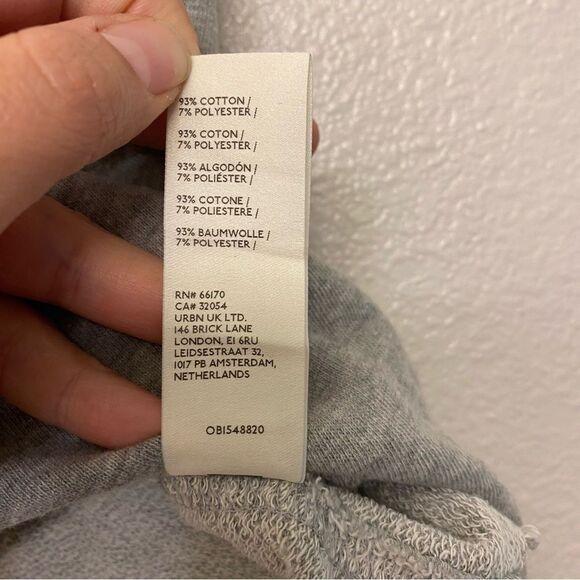 93% COTTON /
7% POLYESTER /
93% COTON /
7% POLYESTER /
93% ALGODÓN /
7% POLIÉSTER /
93% COTONE /
7% POLIESTERE /
93% BAUMWOLLE /
7% POLYESTER /
RN# 66170
CA# 32054
URBN UK LTD.
146 BRICK LANE
LONDON, E1 6RU
LEIDSESTRAAT 32,
1017 PB AMSTERDAM,
NETHERLANDS
OB1548820